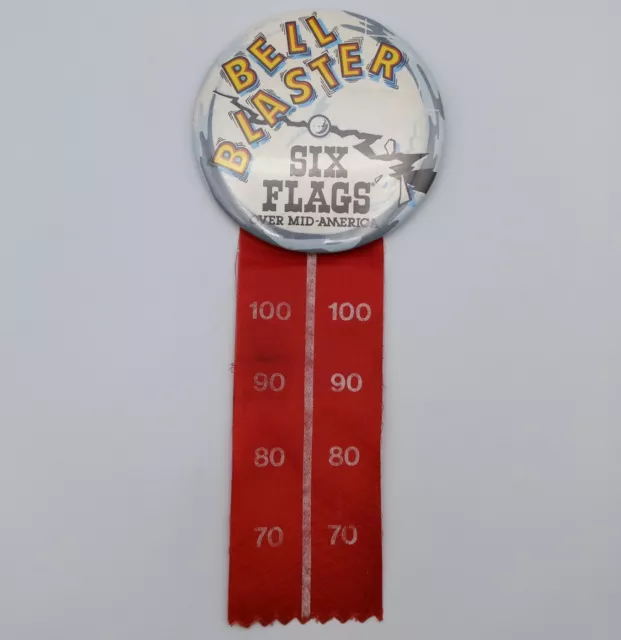 BELL
BLASTER
SIX
FLAGS
OVER MID-AMERICA
100 100
90 90
80 80
70 70